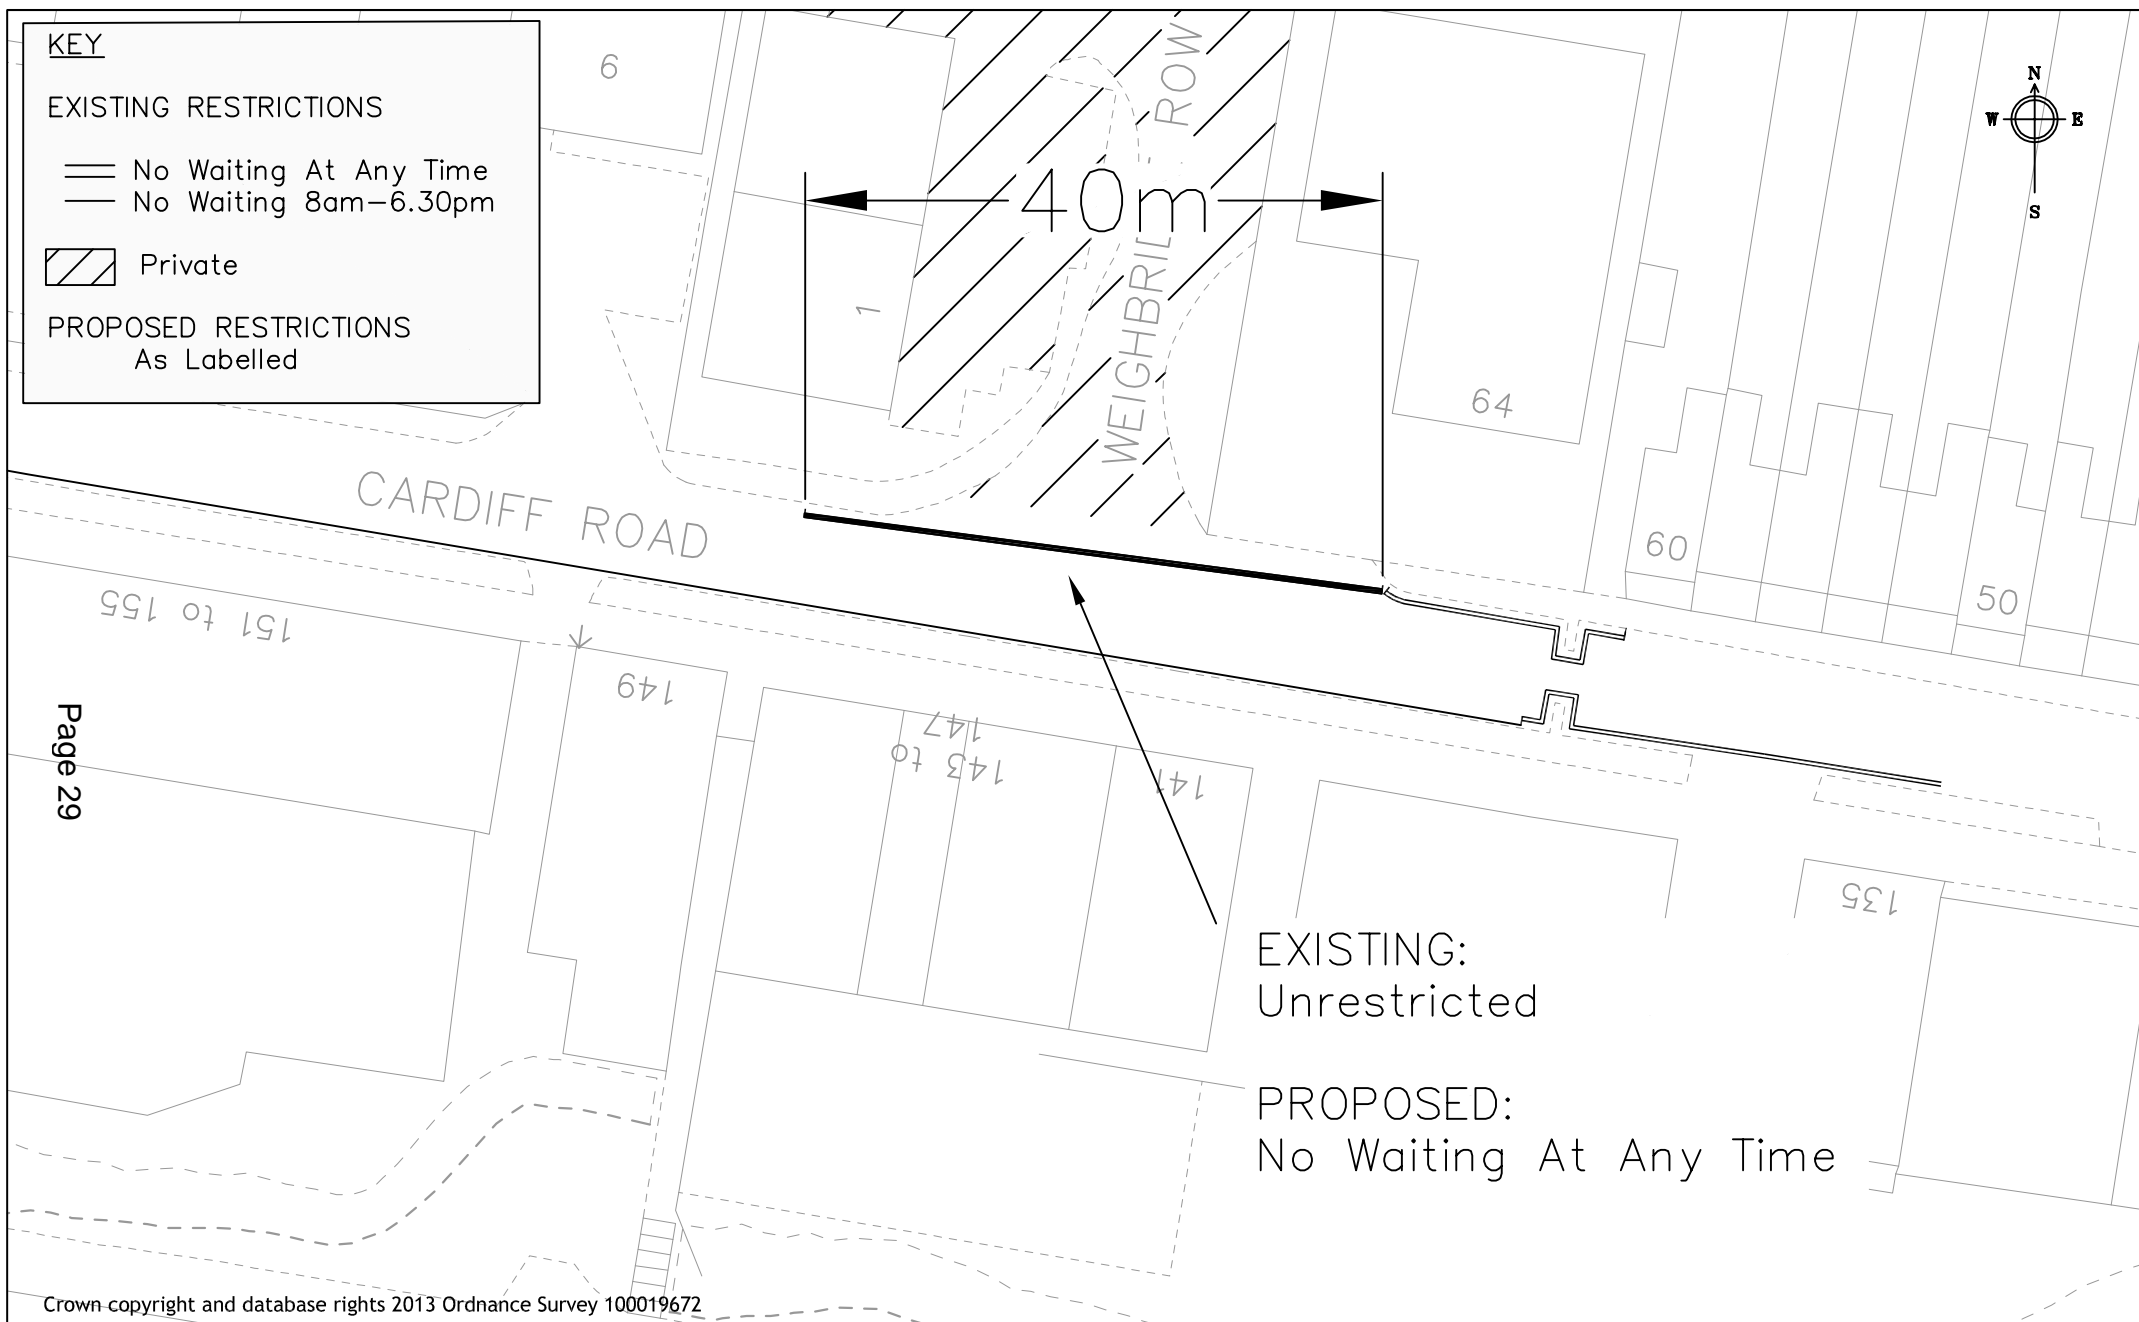 KEY
EXISTING RESTRICTIONS
No Waiting At Any Time
No Waiting 8am-6.30pm
Private
PROPOSED RESTRICTIONS
As Labelled
6
ROW
N
W E
S
40m
1
64
CARDIFF ROAD
60
50
151 to 155
149
143 to
147
141
135
Page 29
EXISTING:
Unrestricted
PROPOSED:
No Waiting At Any Time
Crown copyright and database rights 2013 Ordnance Survey 100019672